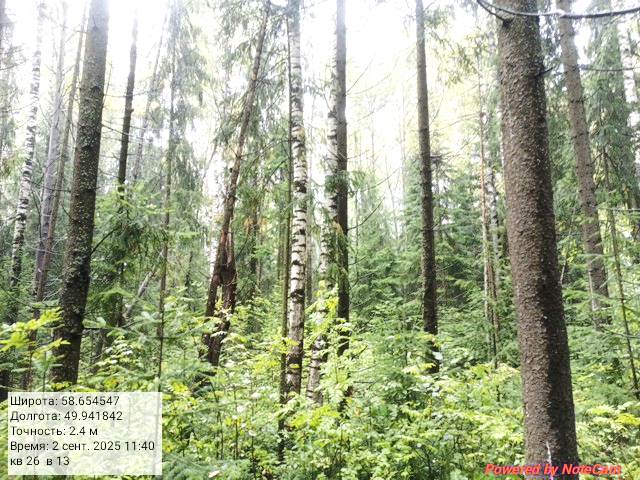 Широта: 58.654547
Долгота: 49.941842
Точность: 2.4 м
Время: 2 сент. 2025 11:40
кв 26 в 13
Powered by NoteCam